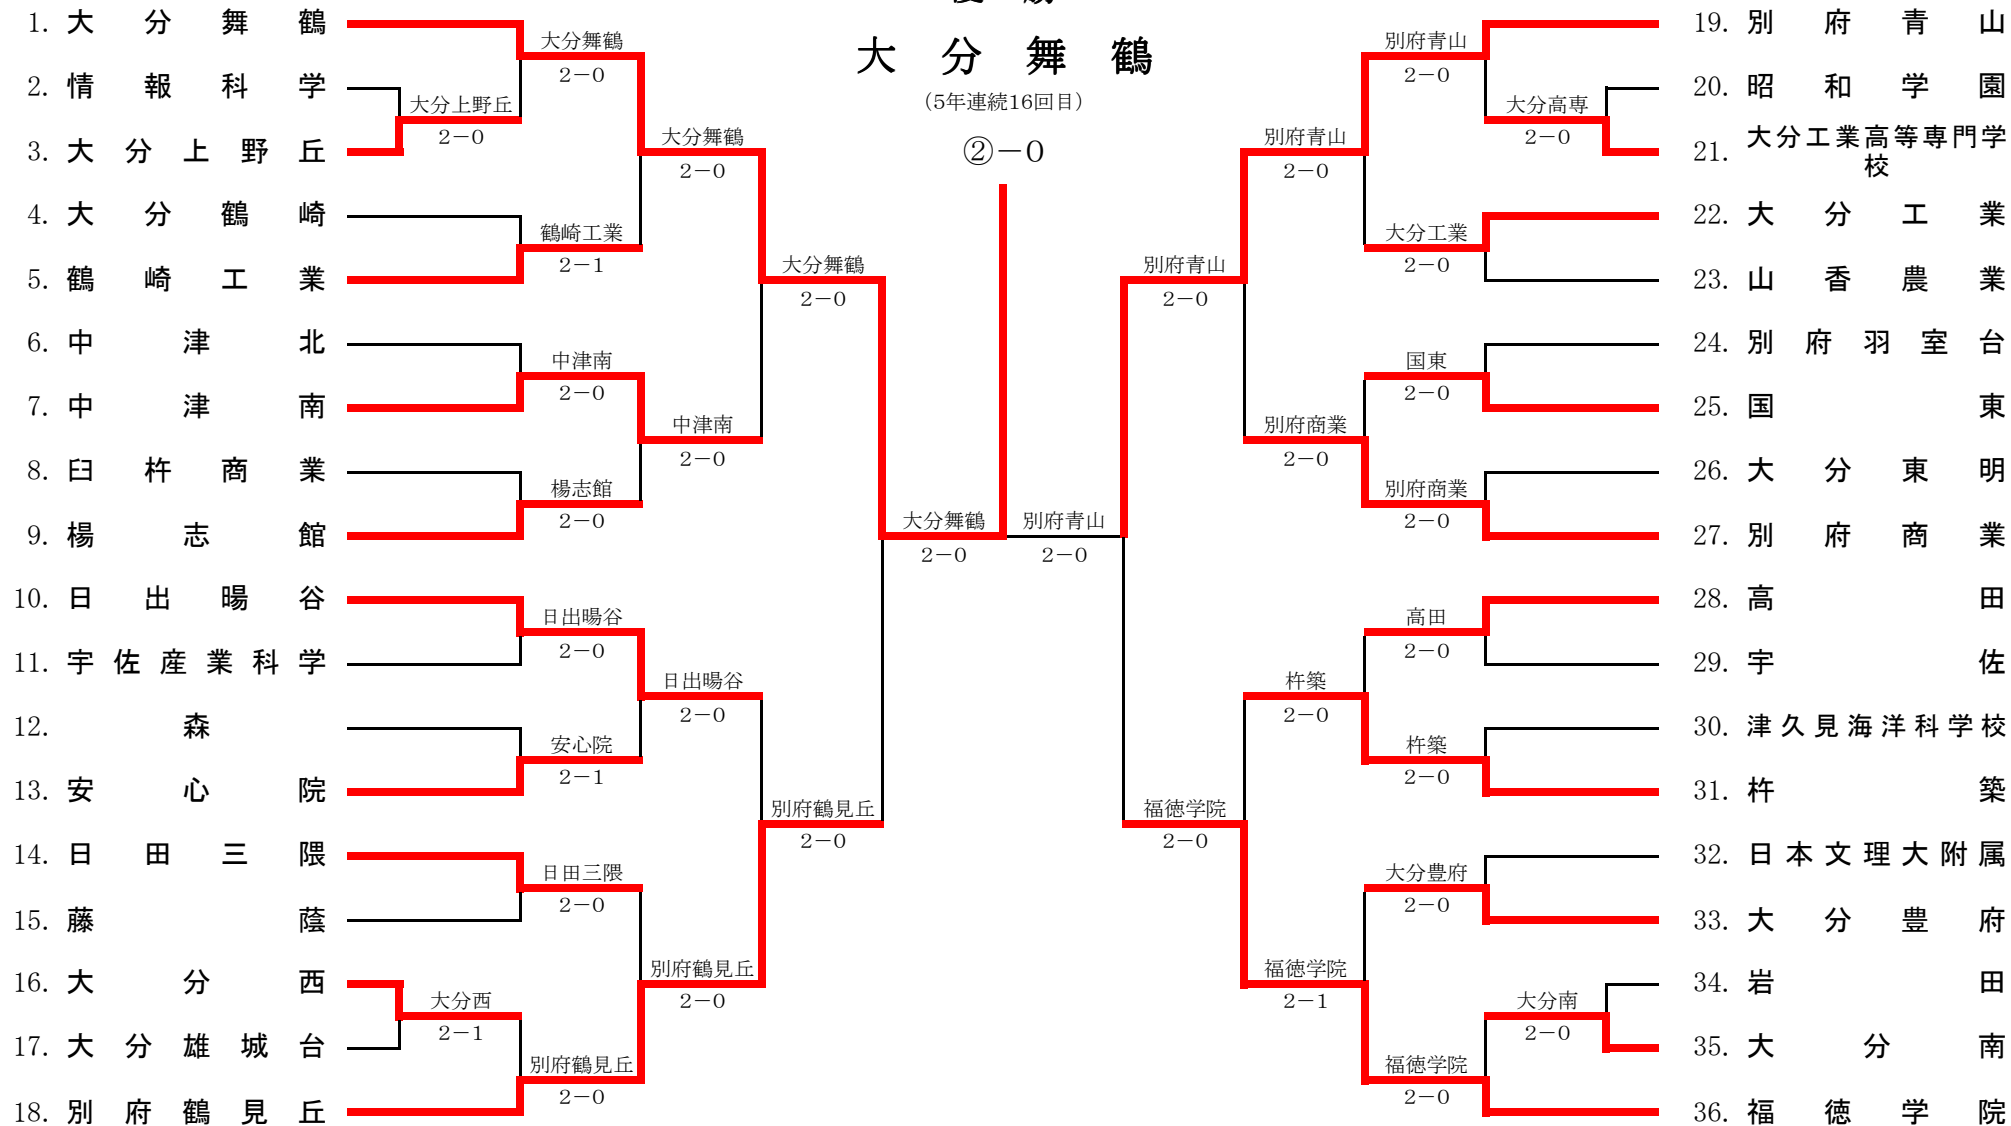 優勝
大分舞鶴
(5年連続16回目)
②－0
1. 大分舞鶴
2. 情報科学
3. 大分上野丘
4. 大分鶴崎
5. 鶴崎工業
6. 中津北
7. 中津南
8. 臼杵商業
9. 楊志館
10. 日出暘谷
11. 宇佐産業科学
12. 森
13. 安心院
14. 日田三隈
15. 藤蔭
16. 大分西
17. 大分雄城台
18. 別府鶴見丘
大分上野丘
2－0
大分西
2－1
大分舞鶴
2－0
鶴崎工業
2－1
中津南
2－0
楊志館
2－0
日出暘谷
2－0
安心院
2－1
日田三隈
2－0
別府鶴見丘
2－0
大分舞鶴
2－0
中津南
2－0
日出暘谷
2－0
別府鶴見丘
2－0
大分舞鶴
2－0
別府鶴見丘
2－0
大分舞鶴
2－0
別府青山
2－0
別府青山
2－0
福徳学院
2－0
別府青山
2－0
別府商業
2－0
杵築
2－0
福徳学院
2－1
別府青山
2－0
大分工業
2－0
国東
2－0
別府商業
2－0
高田
2－0
杵築
2－0
大分豊府
2－0
福徳学院
2－0
大分高専
2－0
大分南
2－0
19. 別府青山
20. 昭和学園
21. 大分工業高等専門学
校
22. 大分工業
23. 山香農業
24. 別府羽室台
25. 国東
26. 大分東明
27. 別府商業
28. 高田
29. 宇佐
30. 津久見海洋科学校
31. 杵築
32. 日本文理大附属
33. 大分豊府
34. 岩田
35. 大分南
36. 福徳学院